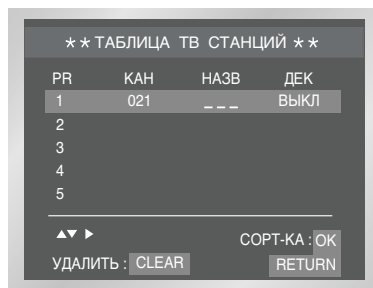 **ТАБЛИЦА ТВ СТАНЦИЙ**
PR КАН НАЗВ ДЕК
1 021 _ _ _ ВЫКЛ
2
3
4
5
▲▼ ► СОРТ-КА : OK
УДАЛИТЬ : CLEAR RETURN